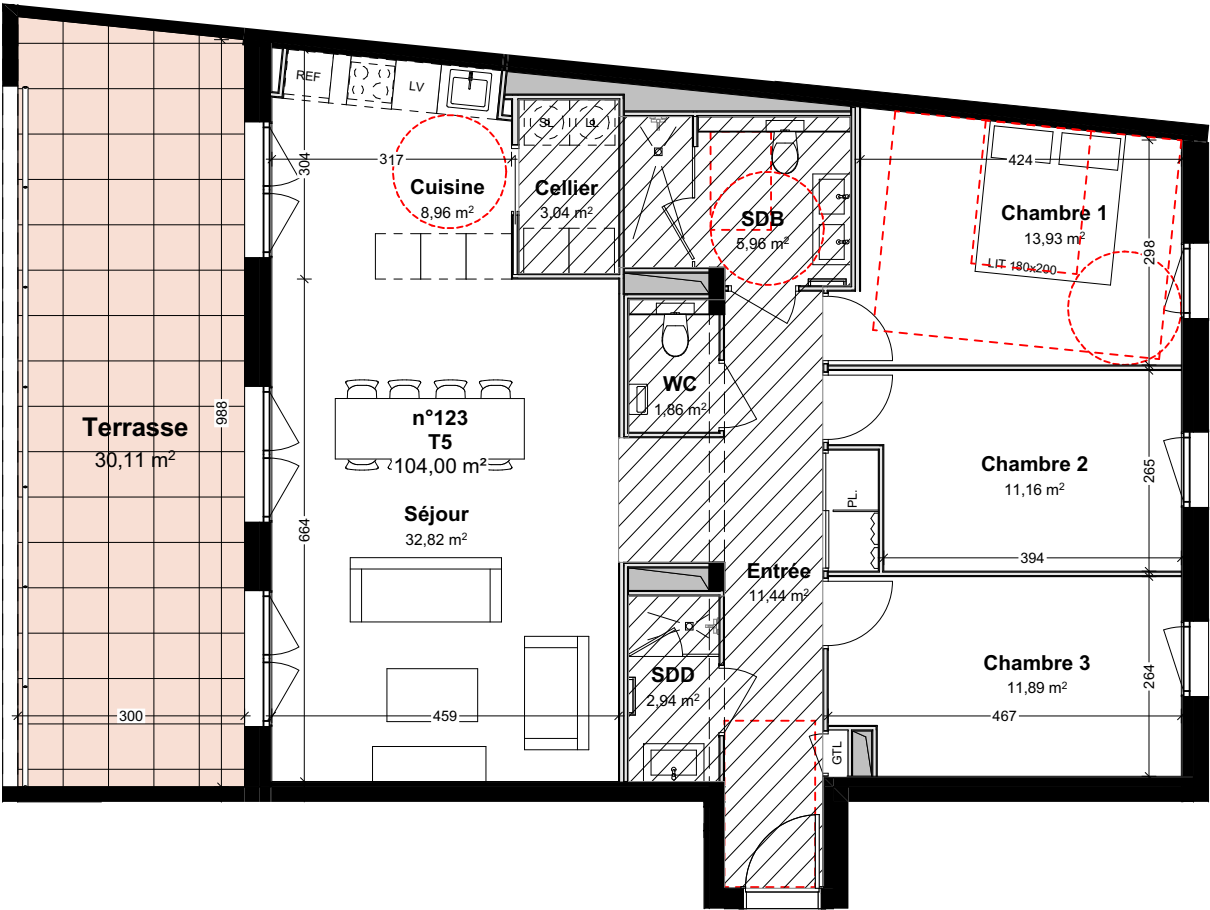 REF
LV
SL
LL
304
317
Cuisine
8,96 m²
Cellier
3,04 m²
SDB
5,96 m²
424
Chambre 1
13,93 m²
LIT 180x200
298
WC
1,86 m²
Terrasse
30,11 m²
988
n°123
T5
104,00 m²
Séjour
32,82 m²
664
PL.
Chambre 2
11,16 m²
265
394
Entrée
11,44 m²
SDD
2,94 m²
Chambre 3
11,89 m²
264
300
459
467
GTL